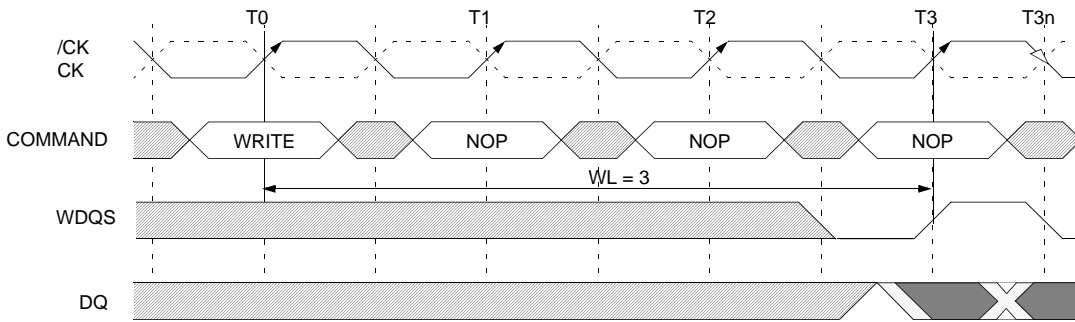 T0 T1 T2 T3 T3n
/CK
CK
COMMAND WRITE NOP NOP NOP
WL = 3
WDQS
DQ